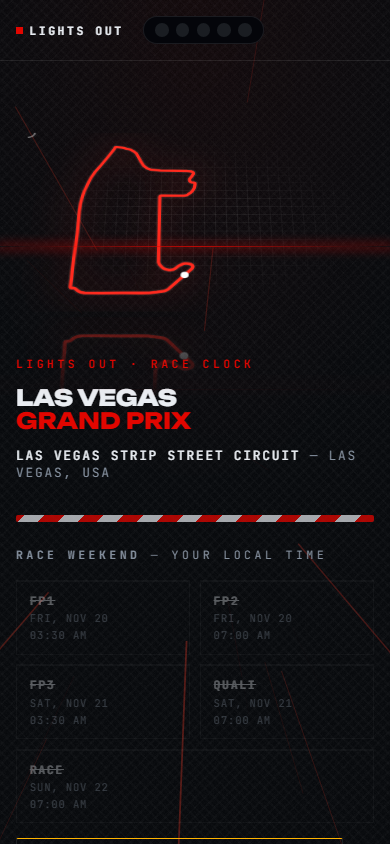 LIGHTS OUT
LIGHTS OUT · RACE CLOCK
LAS VEGAS
GRAND PRIX
LAS VEGAS STRIP STREET CIRCUIT — LAS
VEGAS, USA
RACE WEEKEND — YOUR LOCAL TIME
FP1
FRI, NOV 20
03:30 AM
FP2
FRI, NOV 20
07:00 AM
FP3
SAT, NOV 21
03:30 AM
QUALI
SAT, NOV 21
07:00 AM
RACE
SUN, NOV 22
07:00 AM